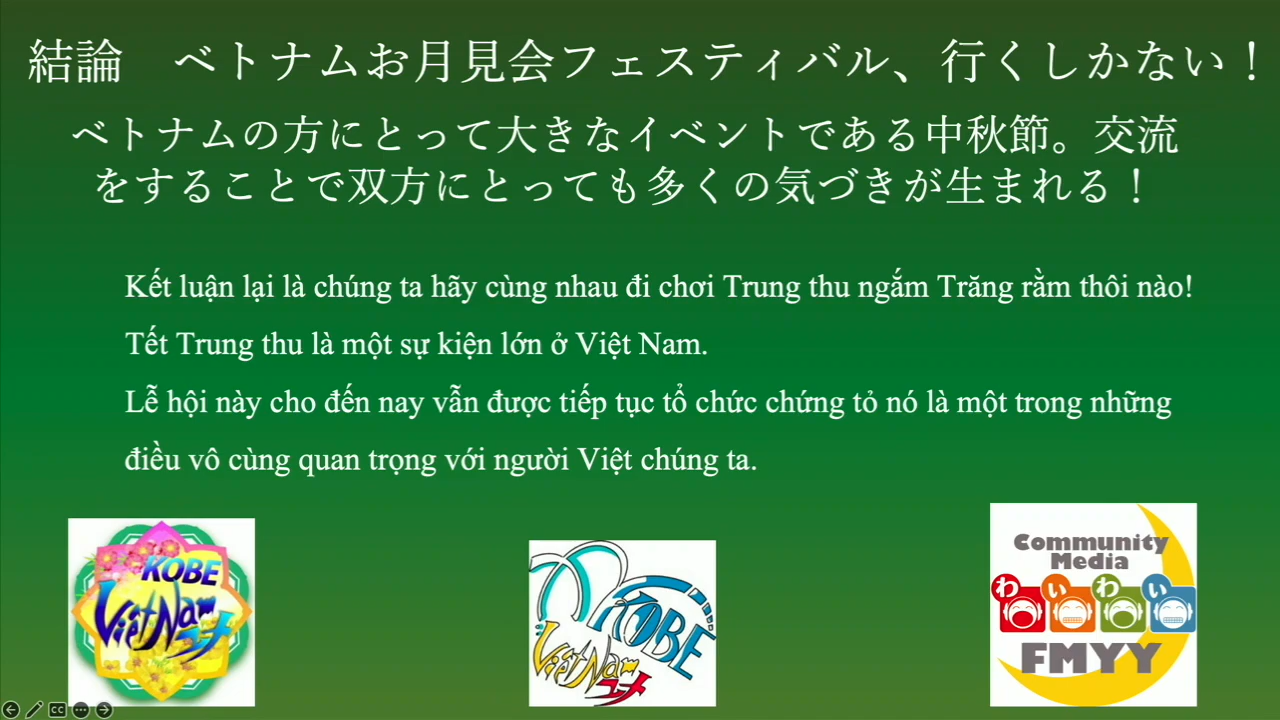 結論　ベトナムお月見会フェスティバル、行くしかない！
ベトナムの方にとって大きなイベントである中秋節。交流
をすることで双方にとっても多くの気づきが生まれる！
Kết luận lại là chúng ta hãy cùng nhau đi chơi Trung thu ngắm Trăng rằm thôi nào!
Tết Trung thu là một sự kiện lớn ở Việt Nam.
Lễ hội này cho đến nay vẫn được tiếp tục tổ chức chứng tỏ nó là một trong những
điều vô cùng quan trọng với người Việt chúng ta.
KOBE
Việt Nam
ユメ
KOBE
Việt Nam
ユメ
Community
Media
わいわい
FMYY
CC